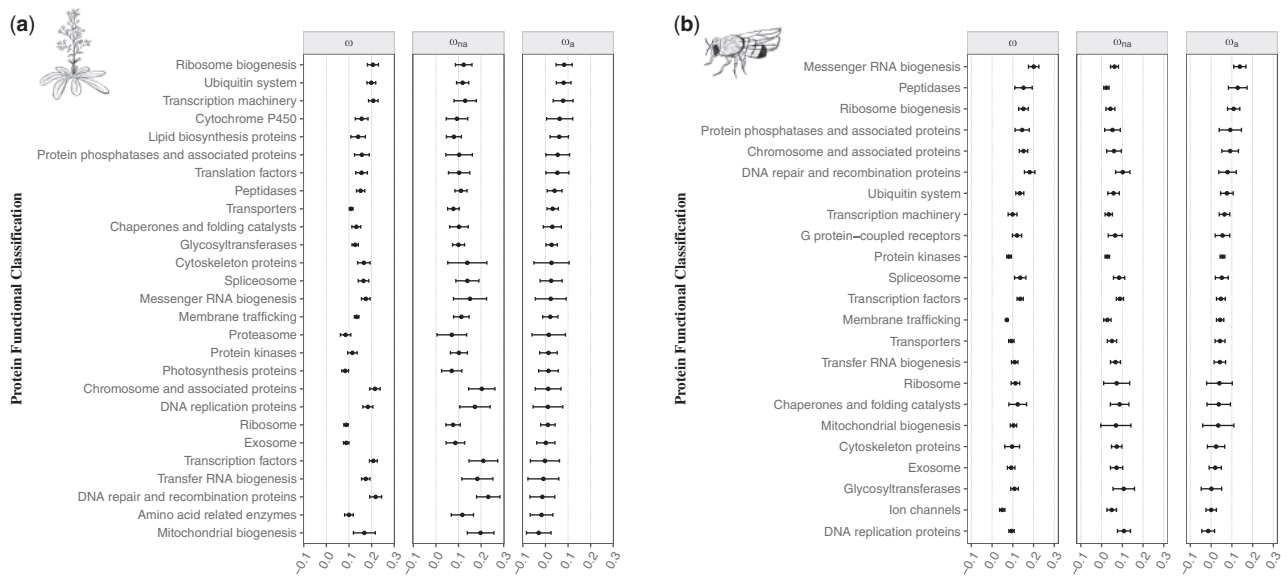 (a)
ω ωna ωa
Protein Functional Classification
Ribosome biogenesis
Ubiquitin system
Transcription machinery
Cytochrome P450
Lipid biosynthesis proteins
Protein phosphatases and associated proteins
Translation factors
Peptidases
Transporters
Chaperones and folding catalysts
Glycosyltransferases
Cytoskeleton proteins
Spliceosome
Messenger RNA biogenesis
Membrane trafficking
Proteasome
Protein kinases
Photosynthesis proteins
Chromosome and associated proteins
DNA replication proteins
Ribosome
Exosome
Transcription factors
Transfer RNA biogenesis
DNA repair and recombination proteins
Amino acid related enzymes
Mitochondrial biogenesis
−0.1 0.0 0.1 0.2 0.3 −0.1 0.0 0.1 0.2 0.3 −0.1 0.0 0.1 0.2 0.3
(b)
ω ωna ωa
Protein Functional Classification
Messenger RNA biogenesis
Peptidases
Ribosome biogenesis
Protein phosphatases and associated proteins
Chromosome and associated proteins
DNA repair and recombination proteins
Ubiquitin system
Transcription machinery
G protein−coupled receptors
Protein kinases
Spliceosome
Transcription factors
Membrane trafficking
Transporters
Transfer RNA biogenesis
Ribosome
Chaperones and folding catalysts
Mitochondrial biogenesis
Cytoskeleton proteins
Exosome
Glycosyltransferases
Ion channels
DNA replication proteins
−0.1 0.0 0.1 0.2 0.3 −0.1 0.0 0.1 0.2 0.3 −0.1 0.0 0.1 0.2 0.3